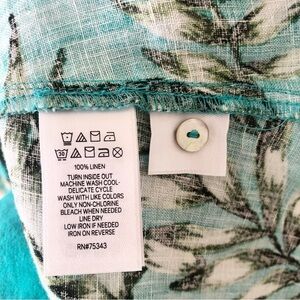 30
100% LINEN
TURN INSIDE OUT
MACHINE WASH COOL-
DELICATE CYCLE
WASH WITH LIKE COLORS
ONLY NON-CHLORINE
BLEACH WHEN NEEDED
LINE DRY
LOW IRON IF NEEDED
IRON ON REVERSE
RN#75343